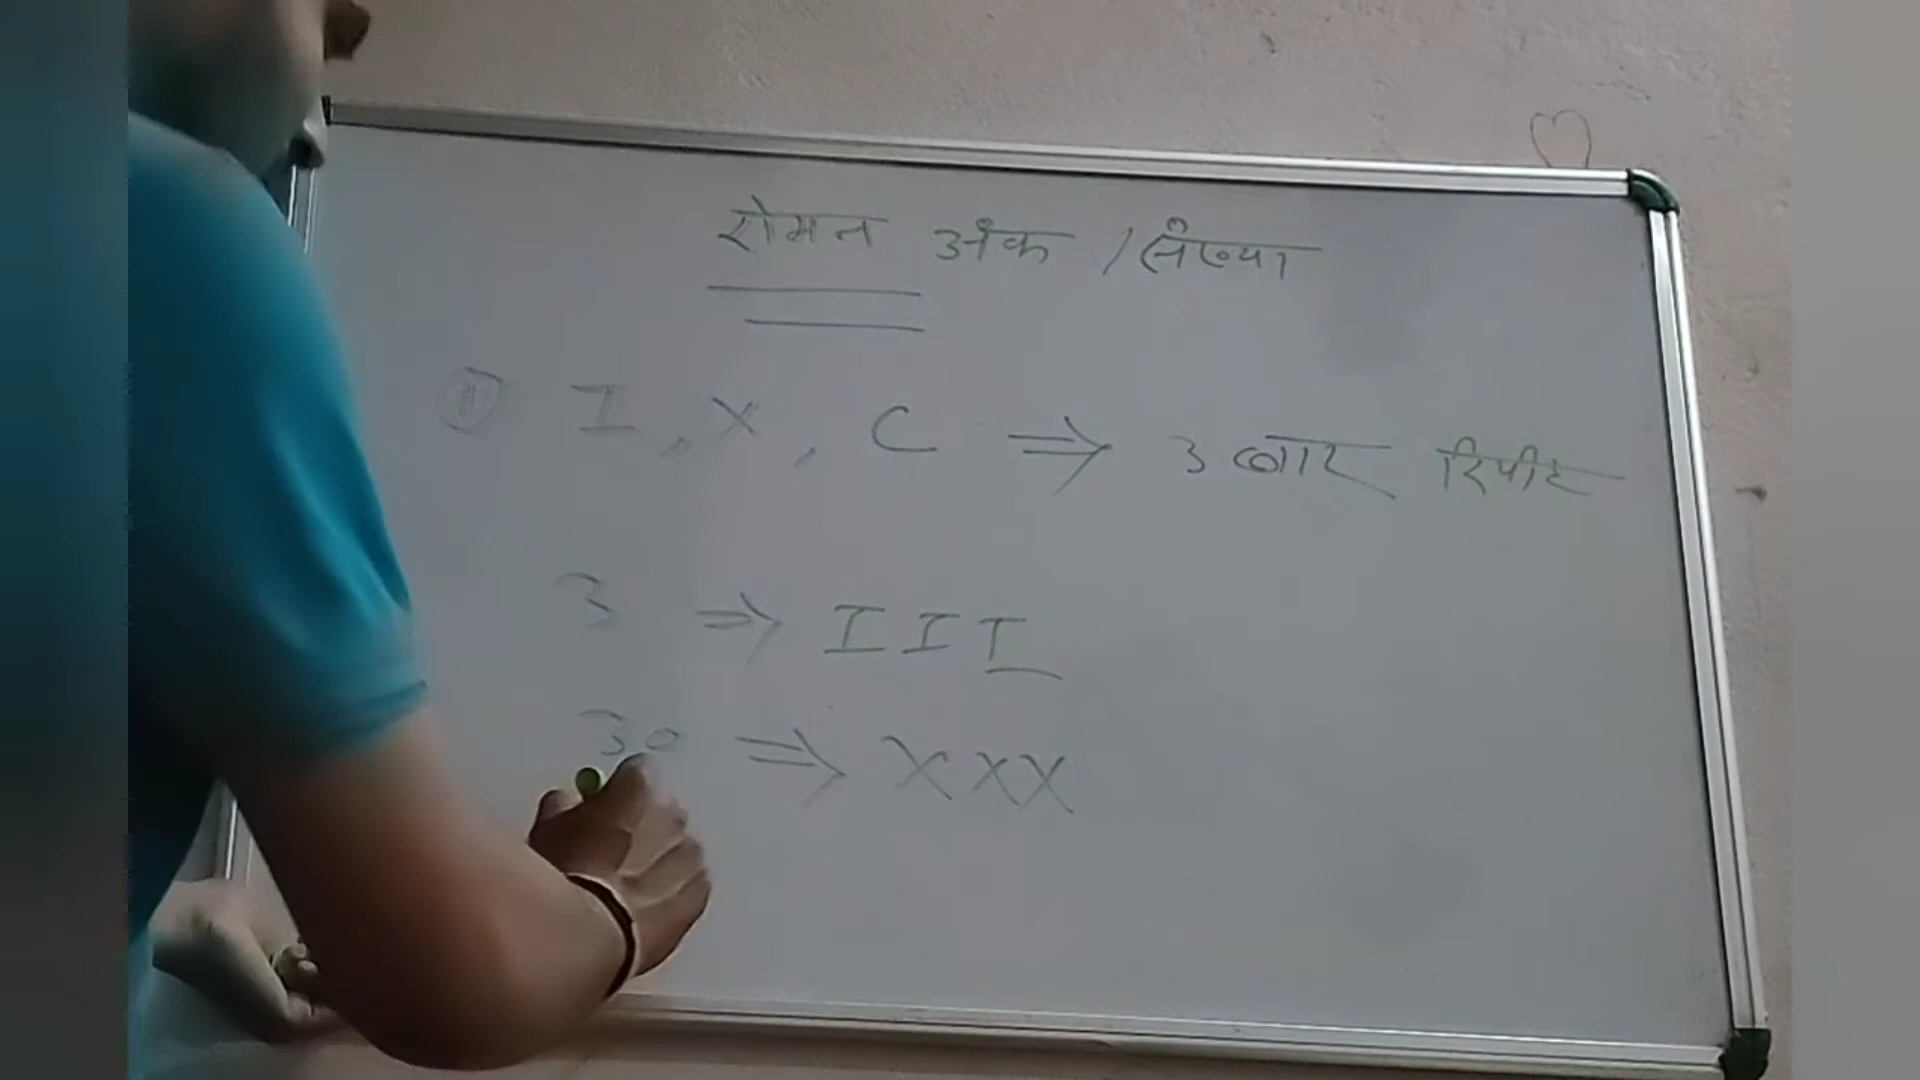 रोमन अंक / संख्या
① I, X, C ⇒ 3 बार रिपीट
3 ⇒ III
30 ⇒ XXX